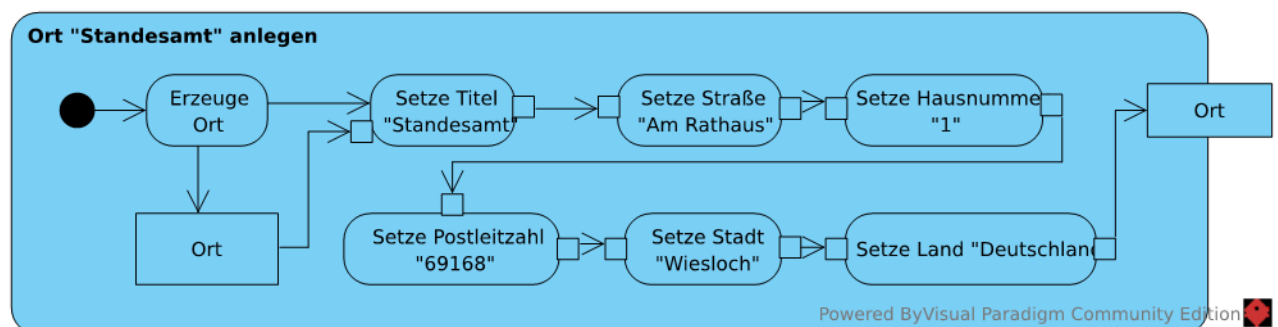 Ort "Standesamt" anlegen
Erzeuge
Ort
Setze Titel
"Standesamt"
Setze Straße
"Am Rathaus"
Setze Hausnumme
"1"
Ort
Ort
Setze Postleitzahl
"69168"
Setze Stadt
"Wiesloch"
Setze Land "Deutschland
Powered ByVisual Paradigm Community Edition